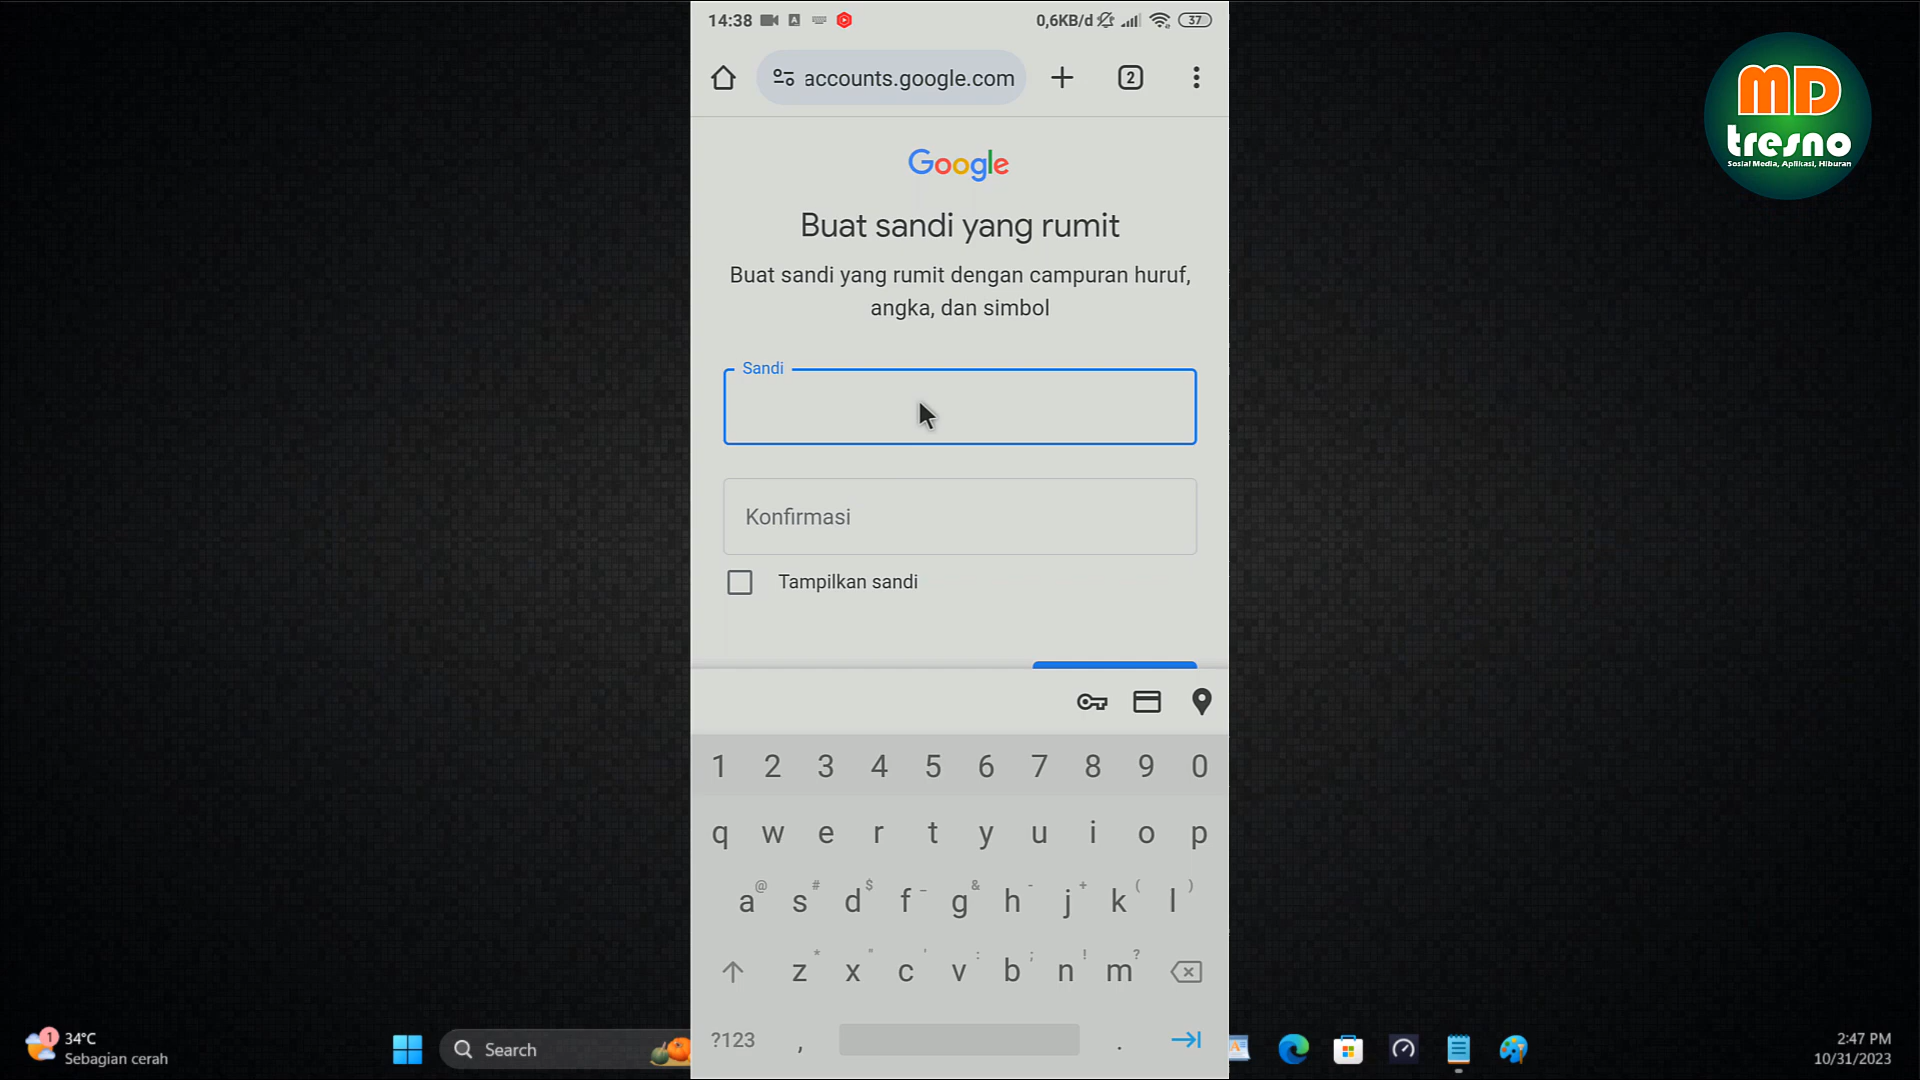 14:38
0,6KB/d
37
accounts.google.com
2
Google
Buat sandi yang rumit
Buat sandi yang rumit dengan campuran huruf,
angka, dan simbol
Sandi
Konfirmasi
Tampilkan sandi
1 2 3 4 5 6 7 8 9 0
q w e r t y u i o p
@ # $ _ & - + ( )
a s d f g h j k l
* " ' : ; ! ?
z x c v b n m
?123 , .
MD
tresno
Sosial Media, Aplikasi, Hiburan
1
34°C
Sebagian cerah
Search
2:47 PM
10/31/2023